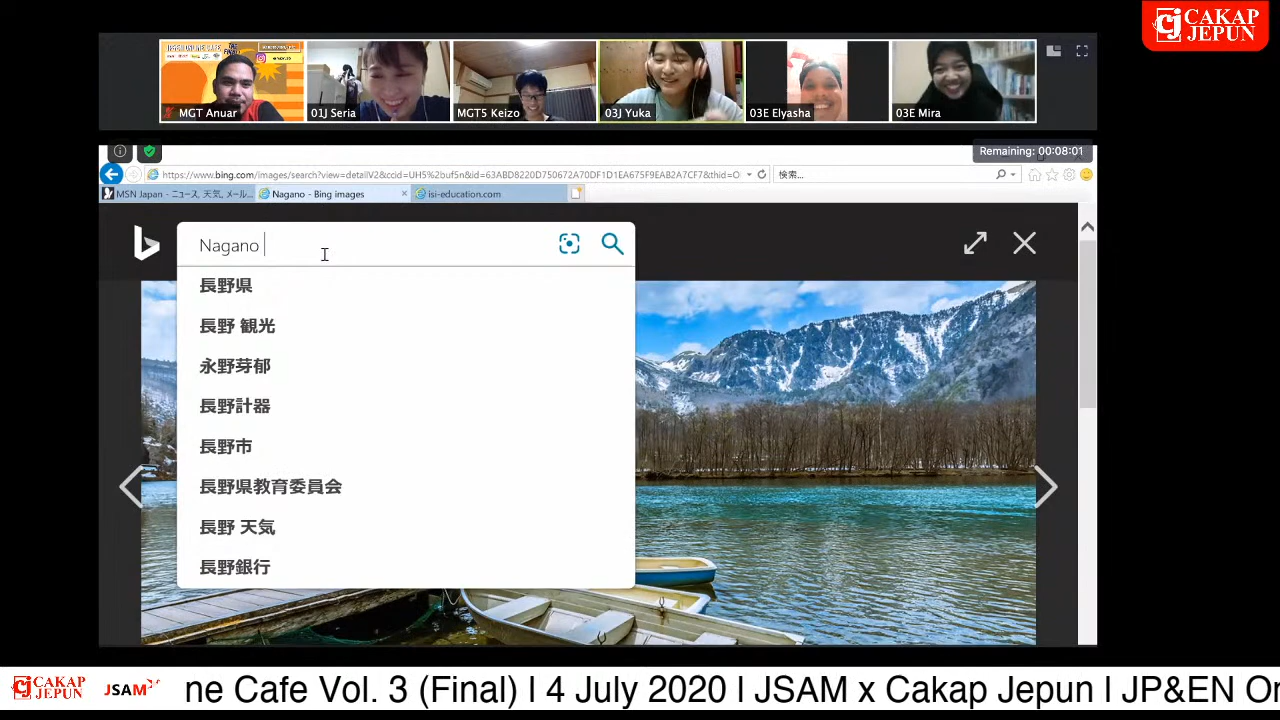 CAKAP
JEPUN
THE FINAL!
MGT Anuar
01J Seria
MGT5 Keizo
03J Yuka
03E Elyasha
03E Mira
Remaining: 00:08:01
https://www.bing.com/images/search?view=detailV2&ccid=UH5%2buf5n&id=63ABD8220D750672A70DF1D1EA675F9EAB2A7CF7&thid=O
検索...
MSN Japan - ニュース, 天気, メール...
Nagano - Bing images
isi-education.com
Nagano
長野県
長野 観光
永野芽郁
長野計器
長野市
長野県教育委員会
長野 天気
長野銀行
CAKAP
JEPUN
JSAM
ne Cafe Vol. 3 (Final) l 4 July 2020 l JSAM x Cakap Jepun l JP&EN On